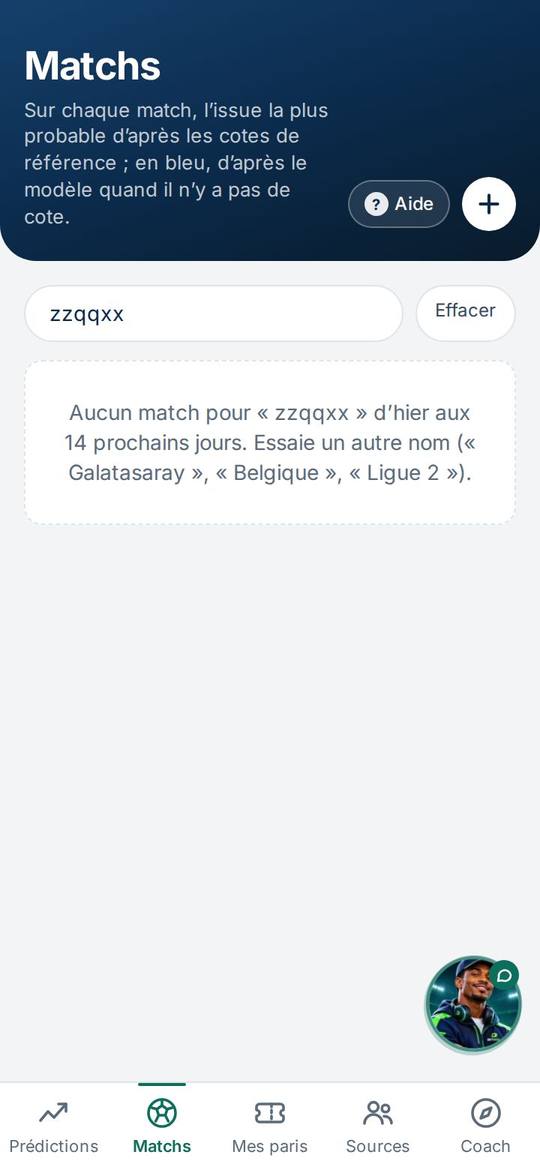 Matchs
Sur chaque match, l’issue la plus
probable d’après les cotes de
référence ; en bleu, d’après le
modèle quand il n’y a pas de
cote.
? Aide
zzqqxx
Effacer
Aucun match pour « zzqqxx » d’hier aux
14 prochains jours. Essaie un autre nom («
Galatasaray », « Belgique », « Ligue 2 »).
Prédictions
Matchs
Mes paris
Sources
Coach